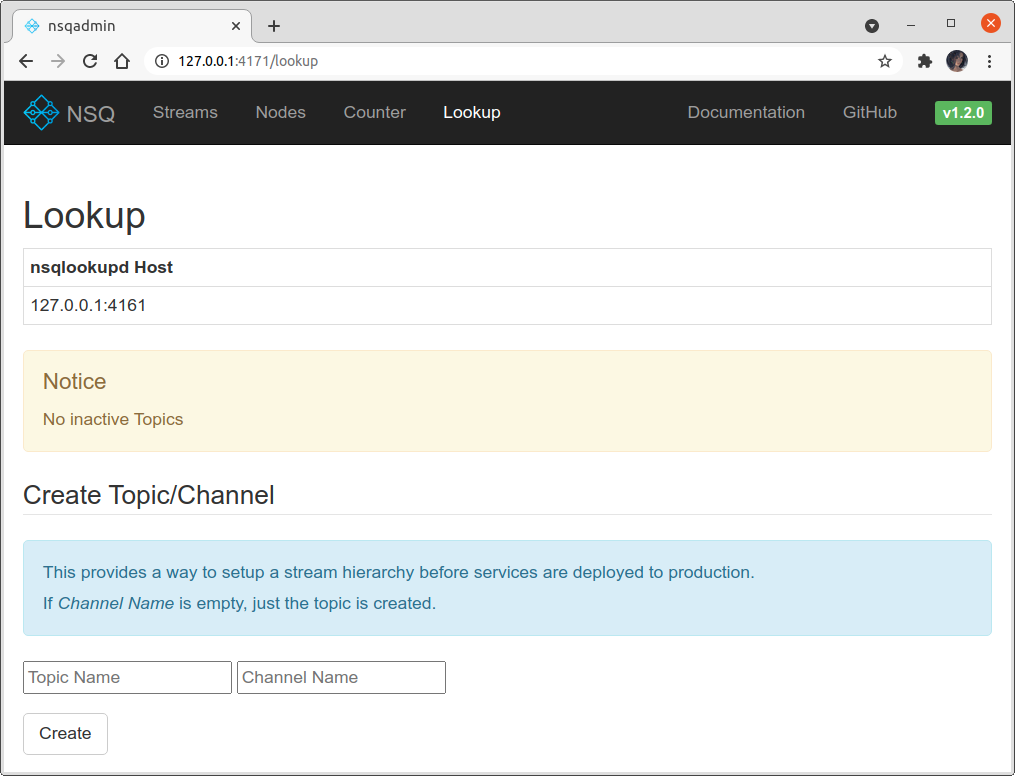 nsqadmin
127.0.0.1:4171/lookup
NSQ Streams Nodes Counter Lookup Documentation GitHub v1.2.0
Lookup
nsqlookupd Host
127.0.0.1:4161
Notice
No inactive Topics
Create Topic/Channel
This provides a way to setup a stream hierarchy before services are deployed to production.
If Channel Name is empty, just the topic is created.
Topic Name Channel Name
Create